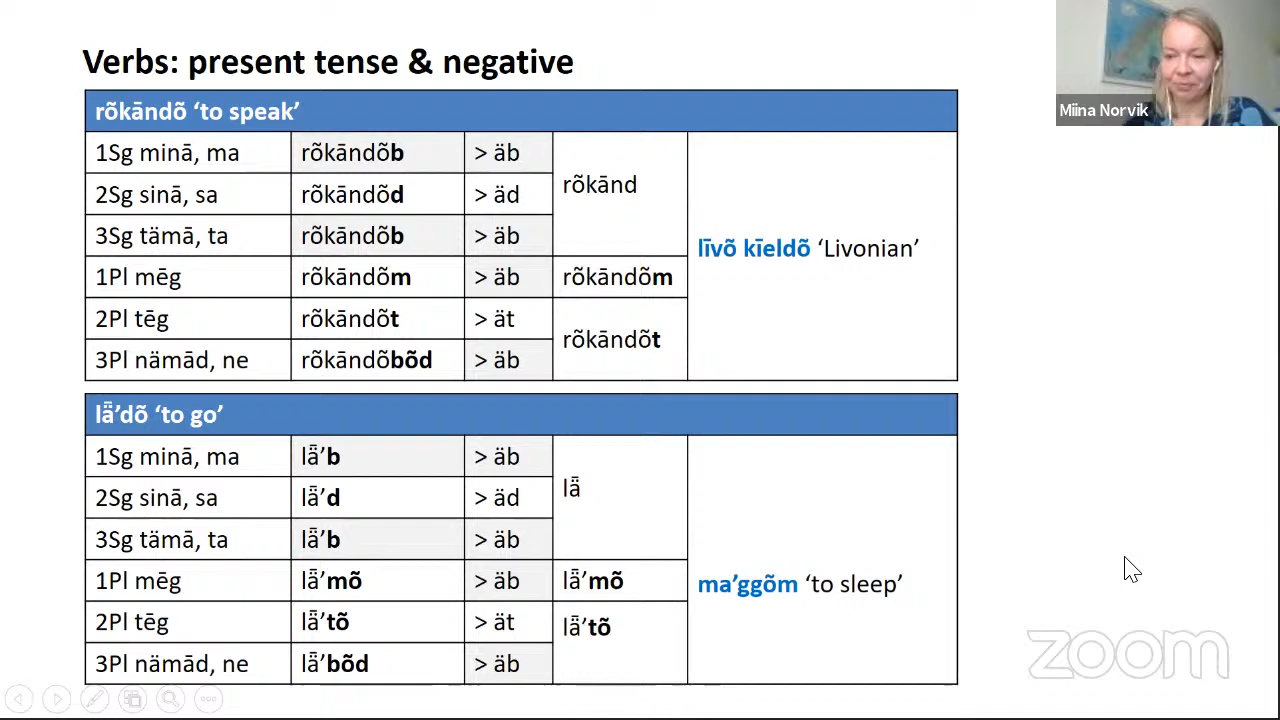 Verbs: present tense & negative
Miina Norvik
rõkāndõ ‘to speak’
1Sg minā, ma rõkāndõb > äb rõkānd
2Sg sinā, sa rõkāndõd > äd
3Sg tämā, ta rõkāndõb > äb
līvõ kīeldõ ‘Livonian’
1Pl mēg rõkāndõm > äb rõkāndõm
2Pl tēg rõkāndõt > ät rõkāndõt
3Pl nämād, ne rõkāndõbõd > äb
lǟ’dõ ‘to go’
1Sg minā, ma lǟ’b > äb lǟ
2Sg sinā, sa lǟ’d > äd
3Sg tämā, ta lǟ’b > äb
1Pl mēg lǟ’mõ > äb lǟ’mõ
ma’ggõm ‘to sleep’
2Pl tēg lǟ’tõ > ät lǟ’tõ
3Pl nämād, ne lǟ’bõd > äb
zoom